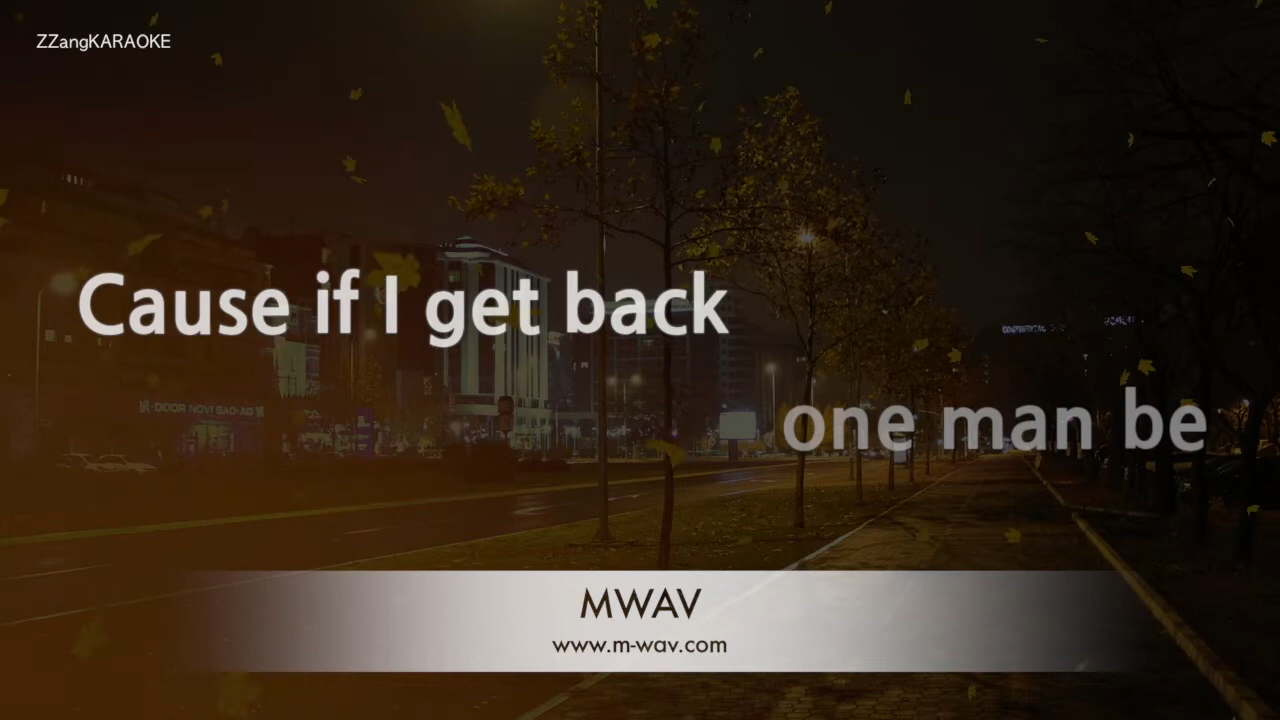 ZZangKARAOKE
Cause if I get back
one man be
MWAV
www.m-wav.com